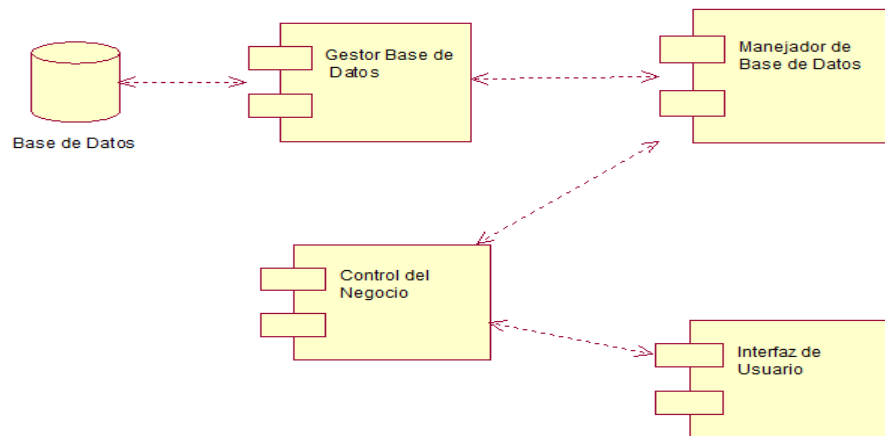 Gestor Base de
Datos
Manejador de
Base de Datos
Base de Datos
Control del
Negocio
Interfaz de
Usuario